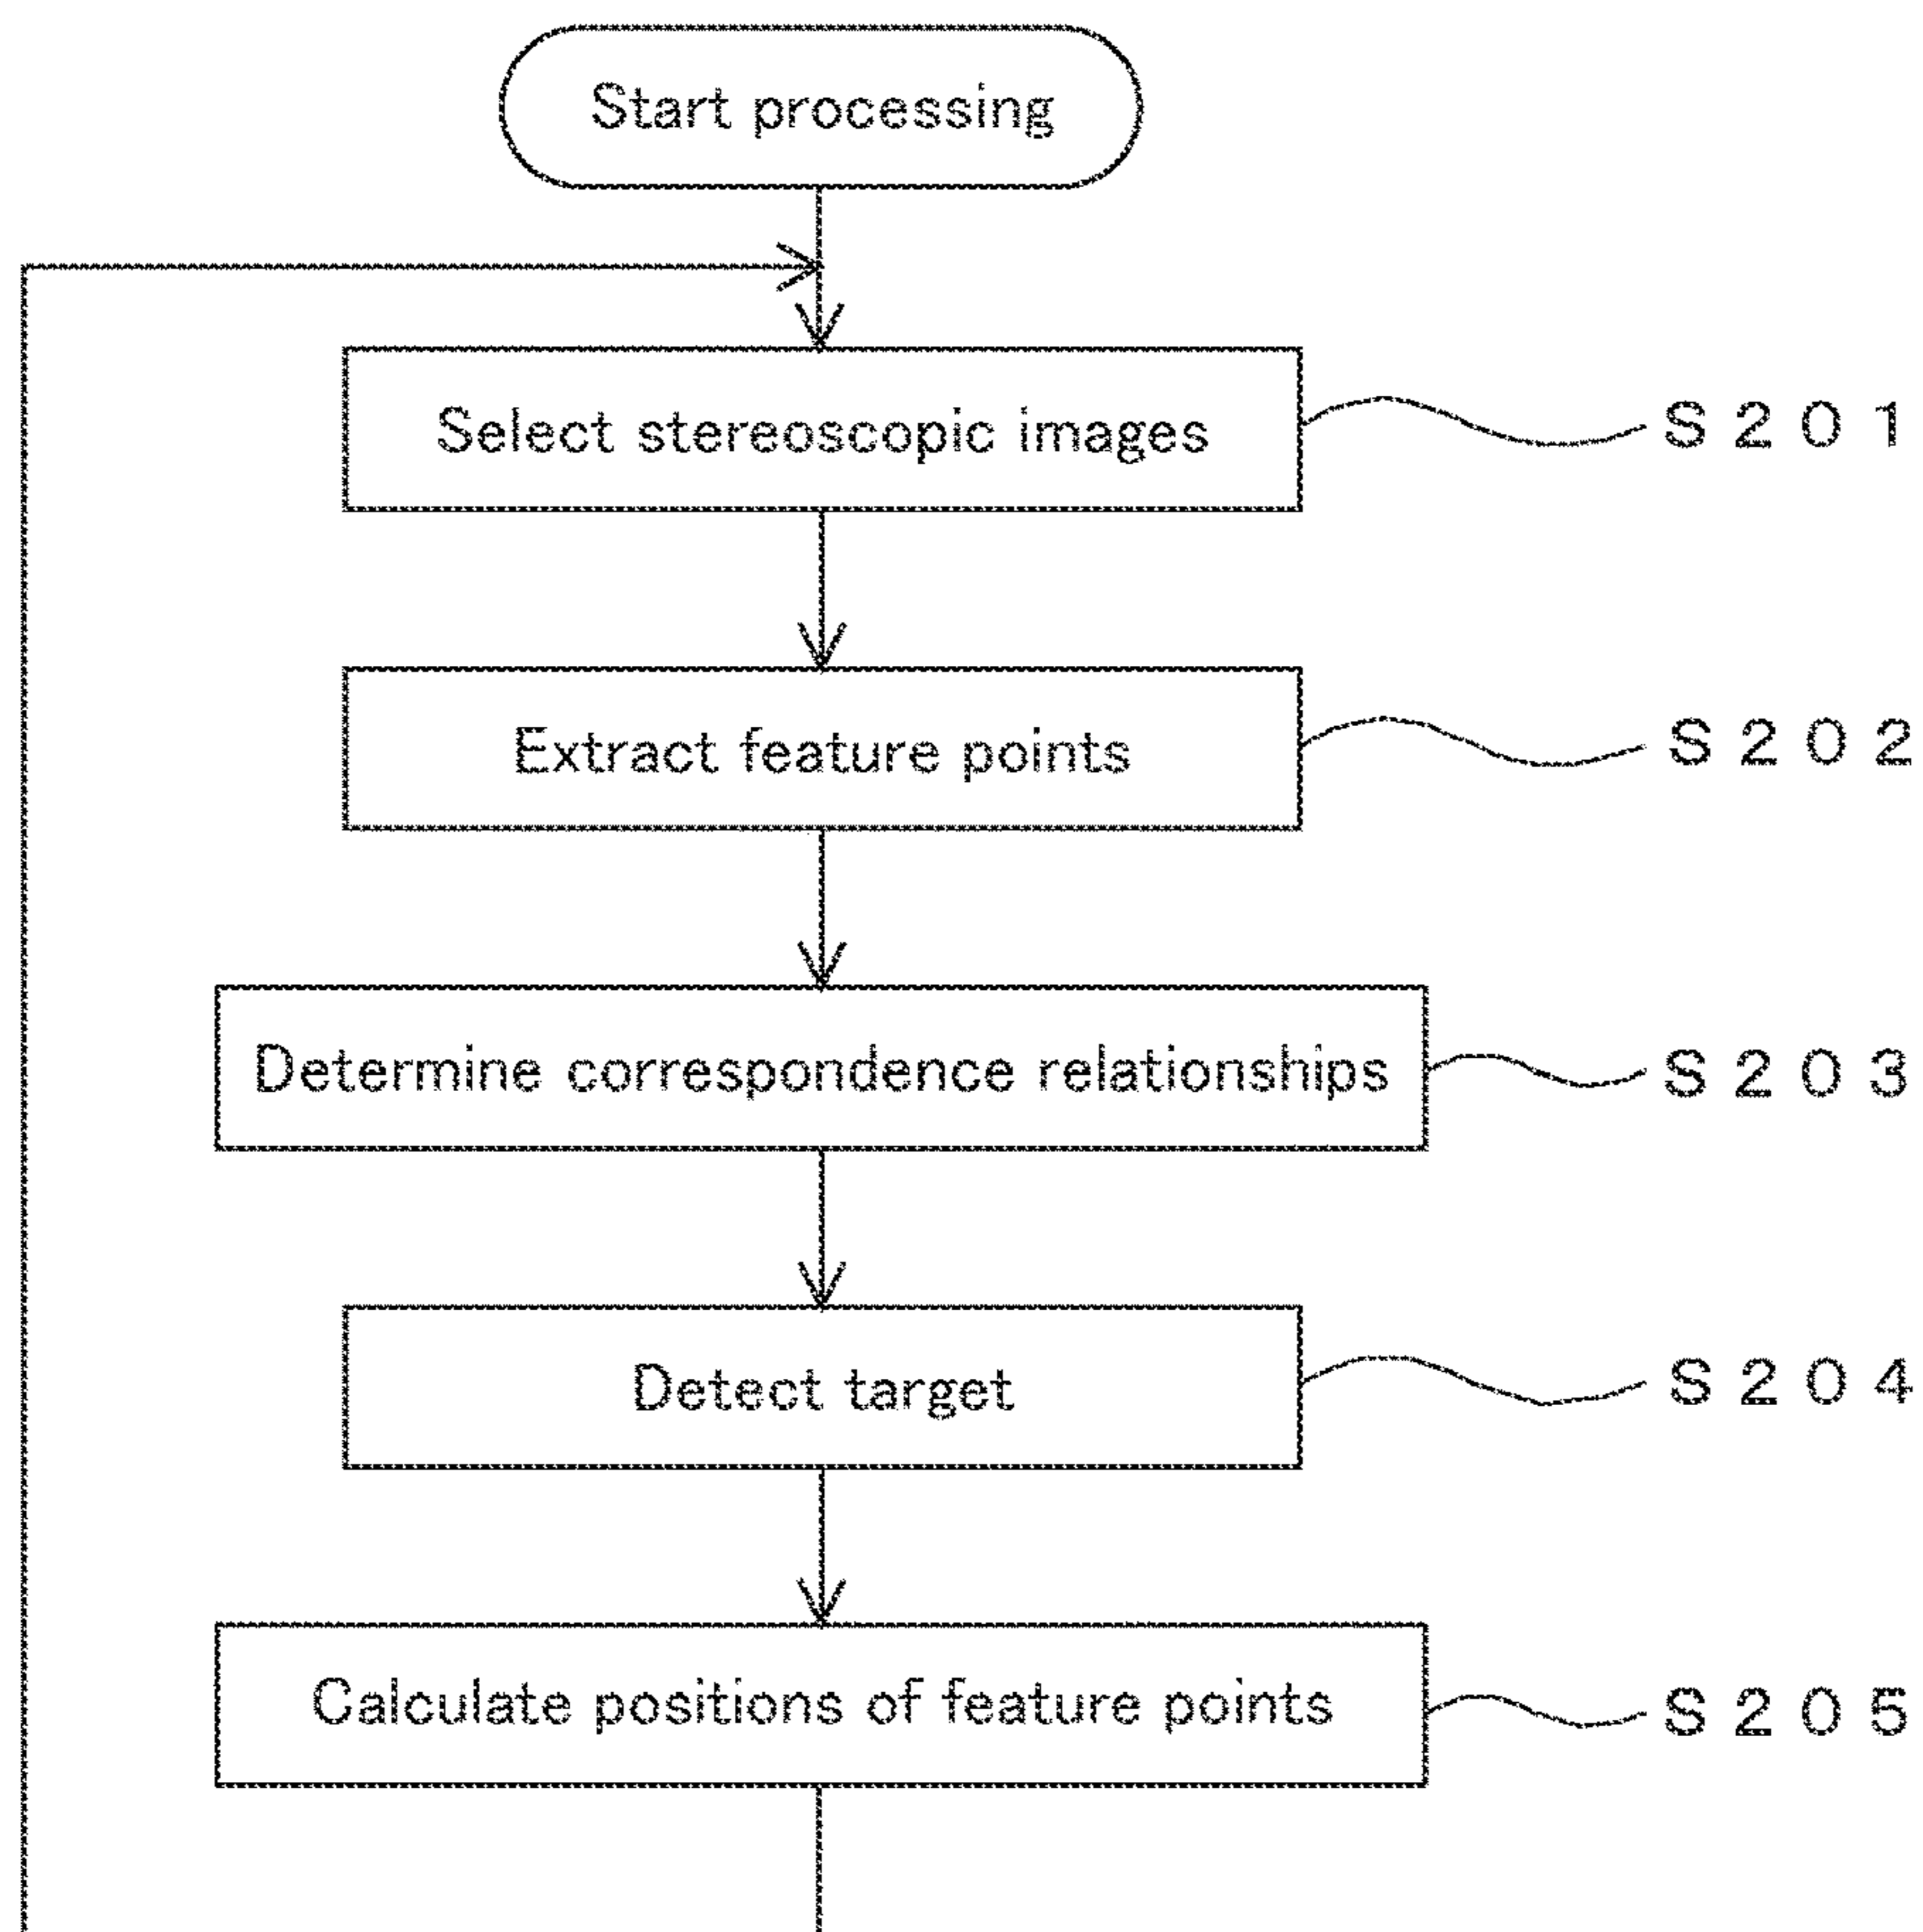 Start processing
Select stereoscopic images
S201
Extract feature points
S202
Determine correspondence relationships
S203
Detect target
S204
Calculate positions of feature points
S205